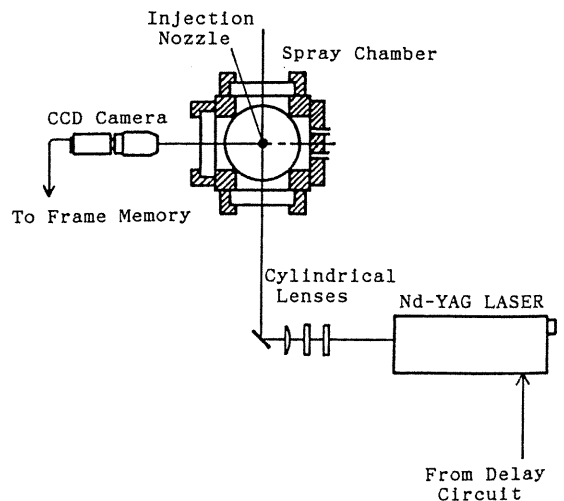 Injection
Nozzle
Spray Chamber
CCD Camera
To Frame Memory
Cylindrical
Lenses
Nd-YAG LASER
From Delay
Circuit